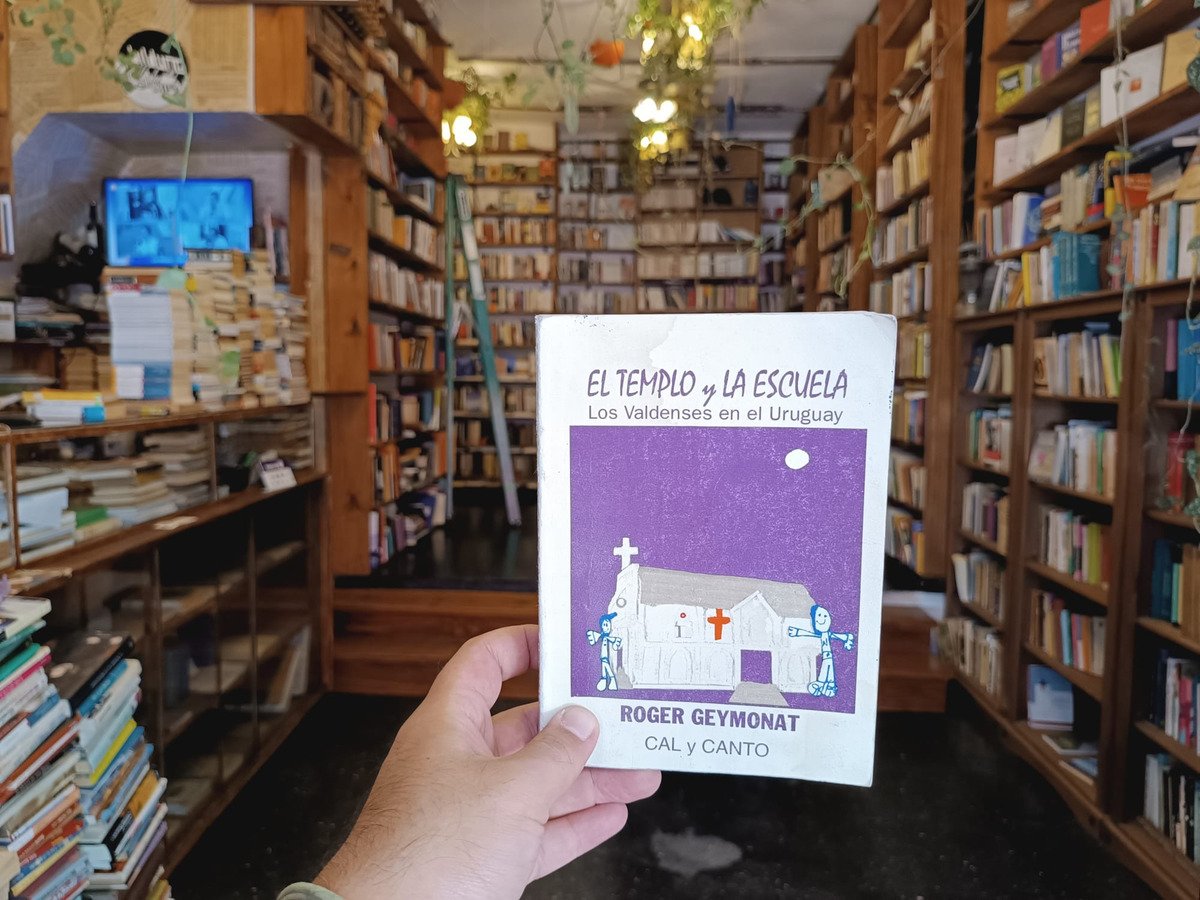 EL TEMPLO y LA ESCUELA
Los Valdenses en el Uruguay
ROGER GEYMONAT
CAL y CANTO